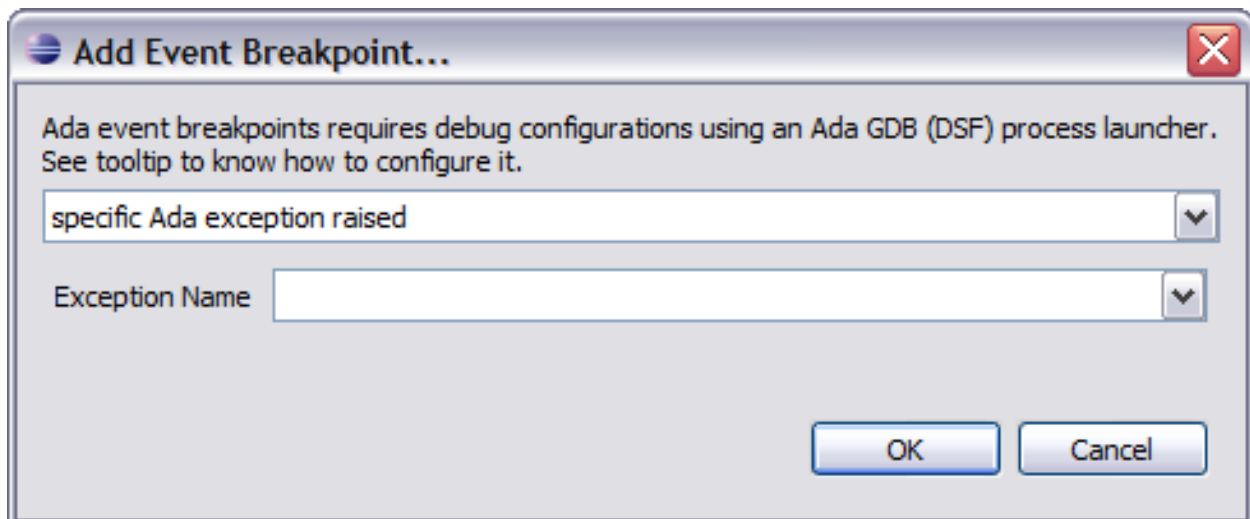 Add Event Breakpoint...
Ada event breakpoints requires debug configurations using an Ada GDB (DSF) process launcher.
See tooltip to know how to configure it.
specific Ada exception raised
Exception Name
OK Cancel